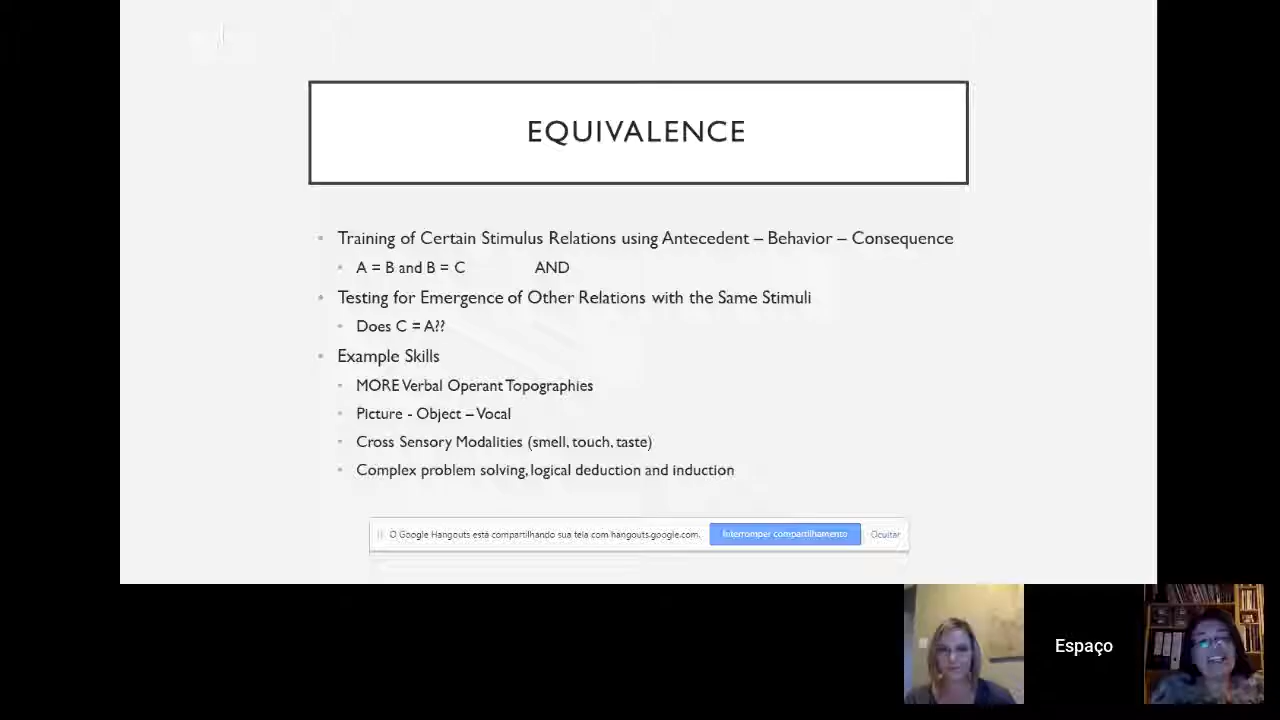 EQUIVALENCE
Training of Certain Stimulus Relations using Antecedent – Behavior – Consequence
A = B and B = C AND
Testing for Emergence of Other Relations with the Same Stimuli
Does C = A??
Example Skills
MORE Verbal Operant Topographies
Picture - Object – Vocal
Cross Sensory Modalities (smell, touch, taste)
Complex problem solving, logical deduction and induction
O Google Hangouts está compartilhando sua tela com hangouts.google.com. Interromper compartilhamento Ocultar
Espaço